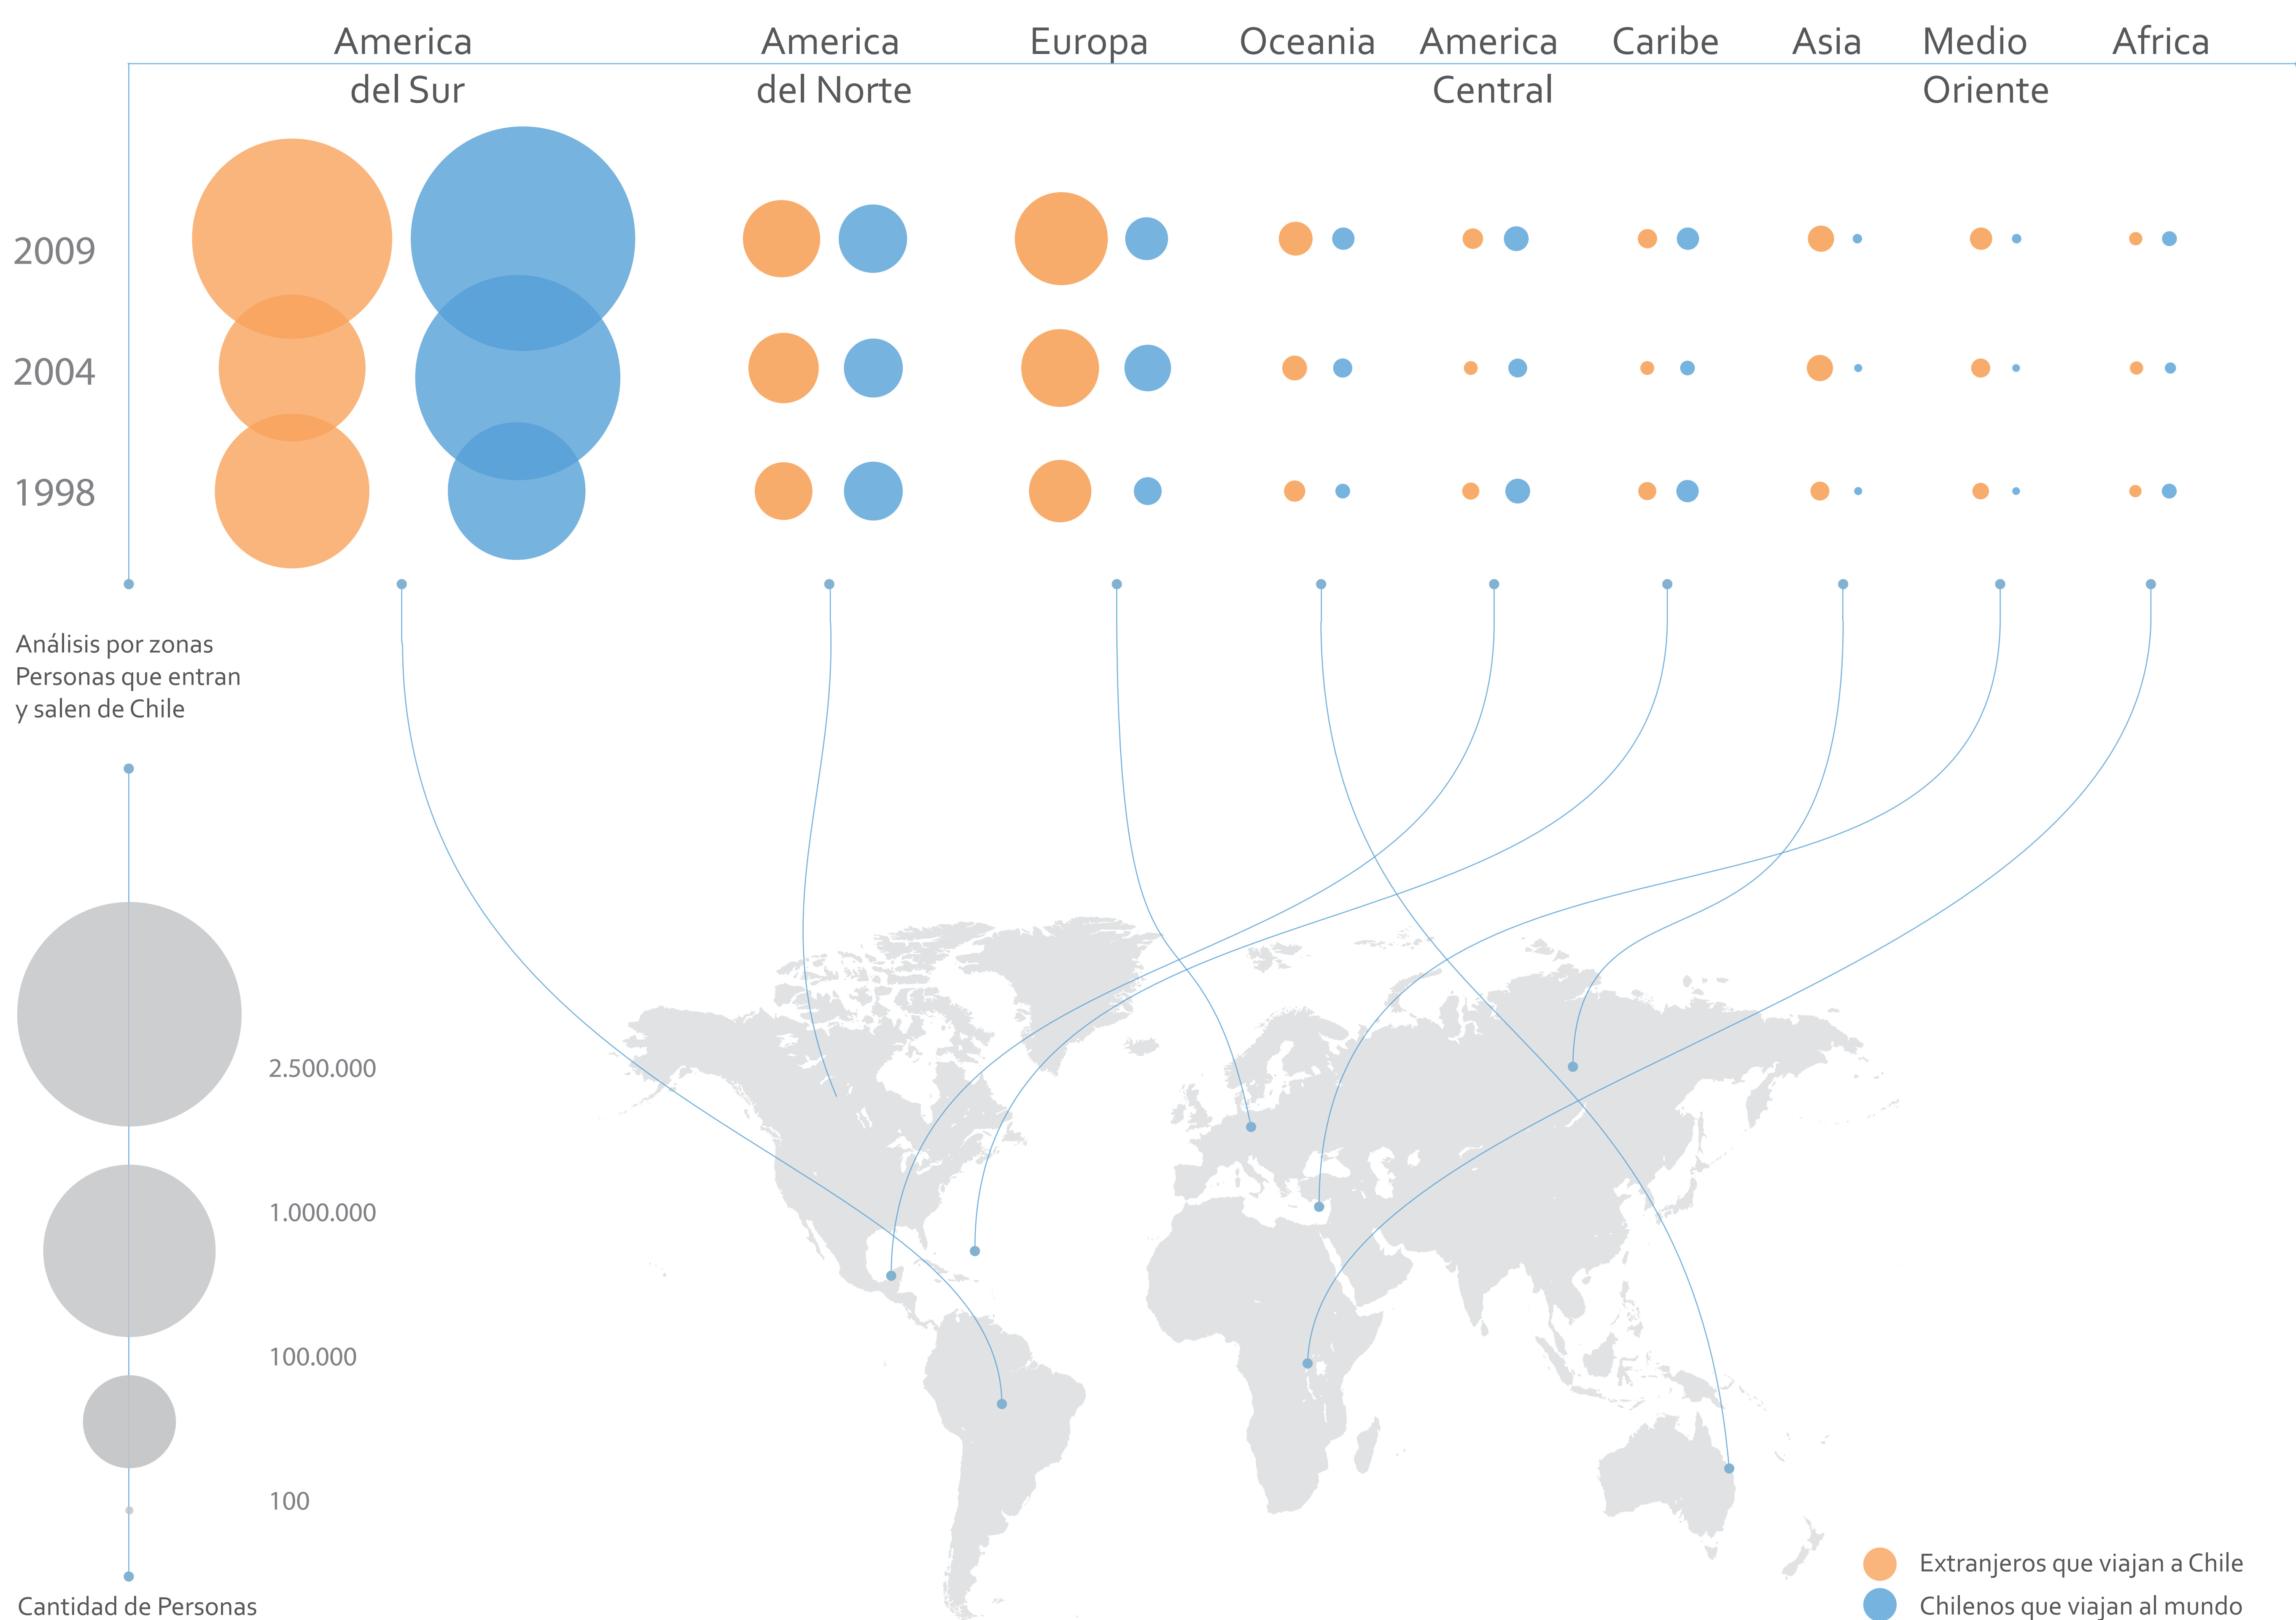 America
del Sur
America
del Norte
Europa
Oceania
America
Central
Caribe
Asia
Medio
Oriente
Africa
2009
2004
1998
Análisis por zonas
Personas que entran
y salen de Chile
2.500.000
1.000.000
100.000
100
Cantidad de Personas
Extranjeros que viajan a Chile
Chilenos que viajan al mundo